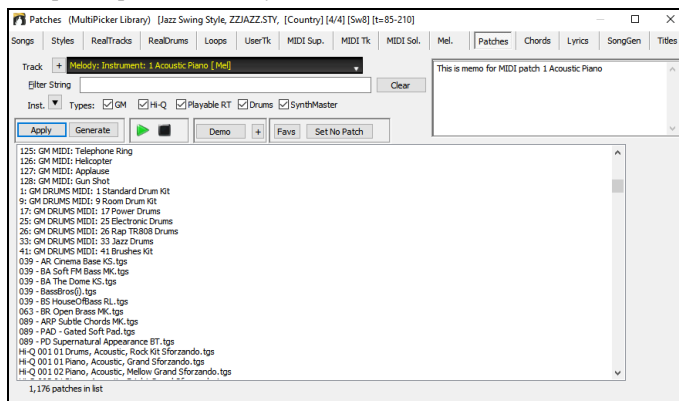 Patches (MultiPicker Library) [Jazz Swing Style, ZZJAZZ.STY, [Country] [4/4] [Sw8] [t=85-210]
Songs Styles RealTracks RealDrums Loops UserTk MIDI Sup. MIDI Tk MIDI Sol. Mel. Patches Chords Lyrics SongGen Titles
Track + Melody: Instrument: 1 Acoustic Piano [Mel]
This is memo for MIDI patch 1 Acoustic Piano
Filter String Clear
Inst. Types: GM Hi-Q Playable RT Drums SynthMaster
Apply Generate Demo + Favs Set No Patch
125: GM MIDI: Telephone Ring
126: GM MIDI: Helicopter
127: GM MIDI: Applause
128: GM MIDI: Gun Shot
1: GM DRUMS MIDI: 1 Standard Drum Kit
9: GM DRUMS MIDI: 9 Room Drum Kit
17: GM DRUMS MIDI: 17 Power Drums
25: GM DRUMS MIDI: 25 Electronic Drums
26: GM DRUMS MIDI: 26 Rap TR808 Drums
33: GM DRUMS MIDI: 33 Jazz Drums
41: GM DRUMS MIDI: 41 Brushes Kit
039 - AR Cinema Base KS.tgs
039 - BA Soft FM Bass MK.tgs
039 - BA The Dome KS.tgs
039 - BassBros(i).tgs
039 - BS HouseOfBass RL.tgs
063 - BR Open Brass MK.tgs
089 - ARP Subtle Chords MK.tgs
089 - PAD - Gated Soft Pad.tgs
089 - PD Supernatural Appearance BT.tgs
Hi-Q 001 01 Drums, Acoustic, Rock Kit Sforzando.tgs
Hi-Q 001 01 Piano, Acoustic, Grand Sforzando.tgs
Hi-Q 001 02 Piano, Acoustic, Mellow Grand Sforzando.tgs
1,176 patches in list